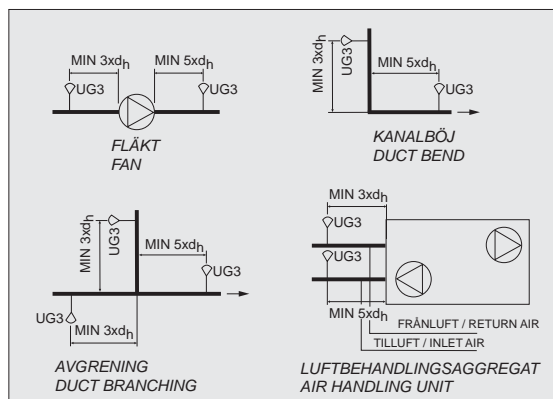 MIN 3xdh
MIN 5xdh
UG3
UG3
FLÄKT
FAN
MIN 3xdh
UG3
MIN 5xdh
UG3
KANALBÖJ
DUCT BEND
MIN 3xdh
UG3
MIN 5xdh
UG3
UG3
MIN 3xdh
AVGRENING
DUCT BRANCHING
MIN 3xdh
UG3
UG3
MIN 5xdh
FRÅNLUFT / RETURN AIR
TILLUFT / INLET AIR
LUFTBEHANDLINGSAGGREGAT
AIR HANDLING UNIT